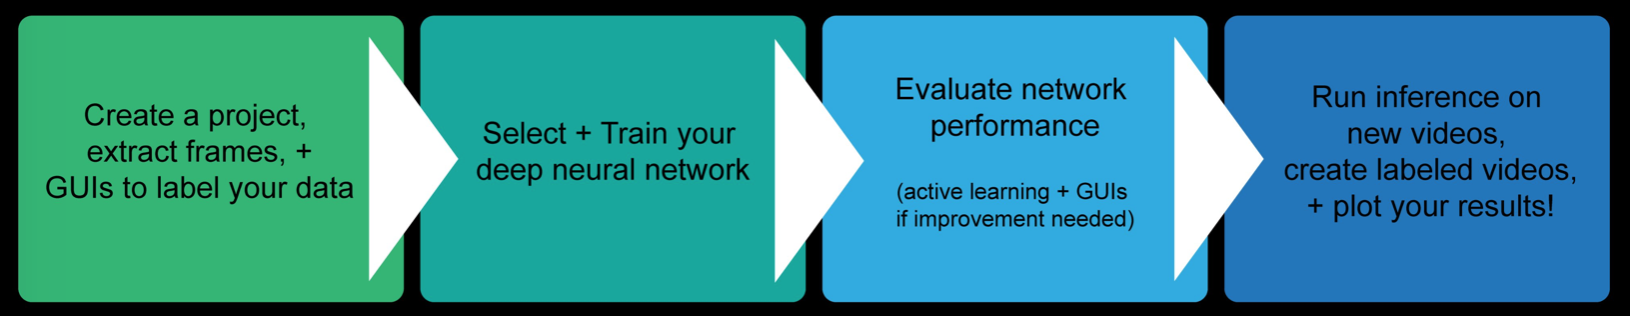 Create a project,
extract frames, +
GUIs to label your data
Select + Train your
deep neural network
Evaluate network
performance
(active learning + GUIs
if improvement needed)
Run inference on
new videos,
create labeled videos,
+ plot your results!